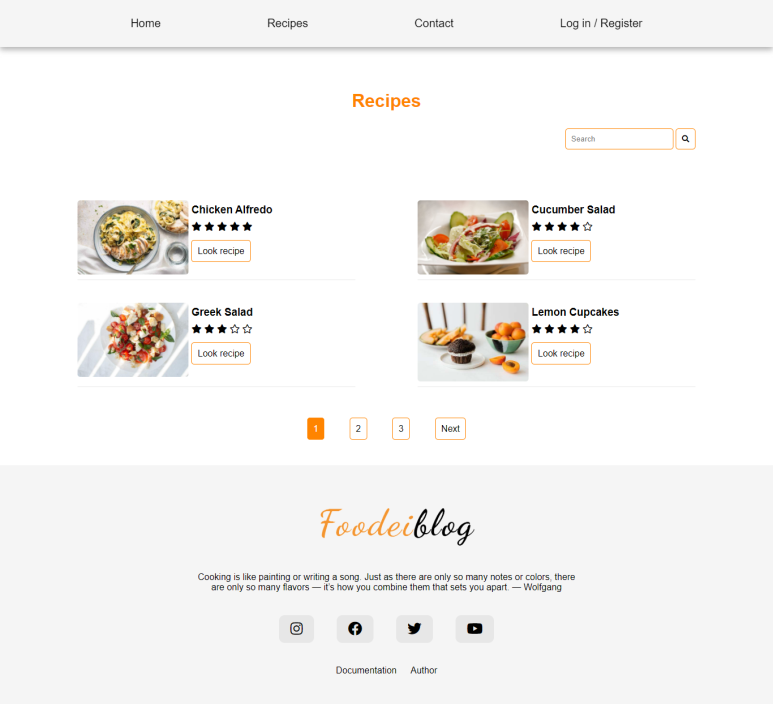 Home Recipes Contact Log in / Register
Recipes
Search
Chicken Alfredo
Look recipe
Cucumber Salad
Look recipe
Greek Salad
Look recipe
Lemon Cupcakes
Look recipe
1 2 3 Next
Foodeiblog
Cooking is like painting or writing a song. Just as there are only so many notes or colors, there
are only so many flavors — it's how you combine them that sets you apart. — Wolfgang
Documentation Author